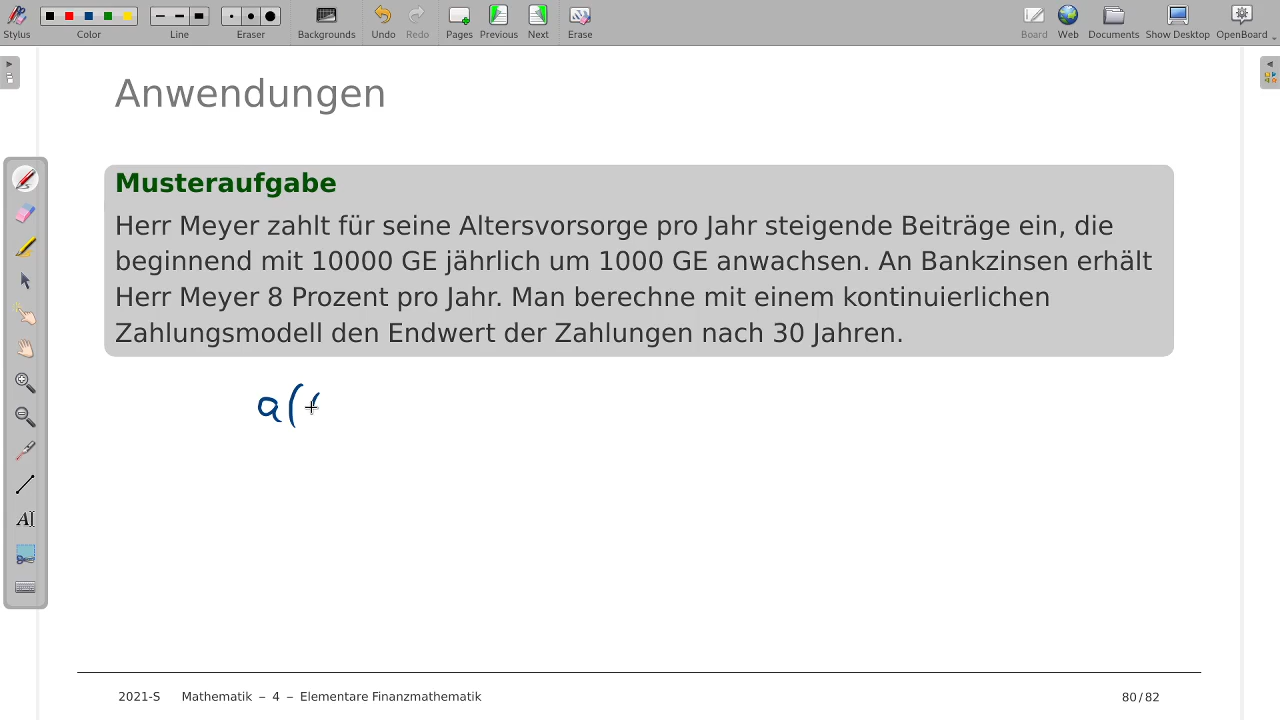 Stylus
Color
Line
Eraser
Backgrounds
Undo
Redo
Pages
Previous
Next
Erase
Board
Web
Documents
Show Desktop
OpenBoard
Anwendungen
Musteraufgabe
Herr Meyer zahlt für seine Altersvorsorge pro Jahr steigende Beiträge ein, die
beginnend mit 10000 GE jährlich um 1000 GE anwachsen. An Bankzinsen erhält
Herr Meyer 8 Prozent pro Jahr. Man berechne mit einem kontinuierlichen
Zahlungsmodell den Endwert der Zahlungen nach 30 Jahren.
a(
2021-S Mathematik – 4 – Elementare Finanzmathematik 80/82